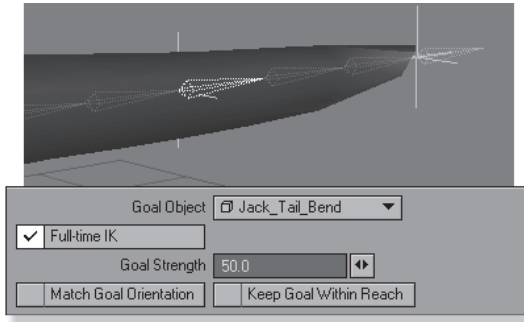 Goal Object Jack_Tail_Bend
Full-time IK
Goal Strength 50.0
Match Goal Orientation Keep Goal Within Reach